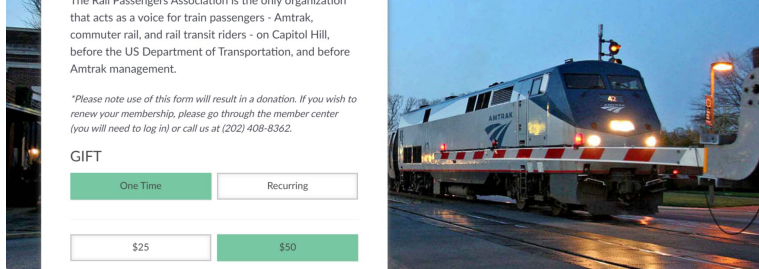 The Rail Passengers Association is the only organization
that acts as a voice for train passengers - Amtrak,
commuter rail, and rail transit riders - on Capitol Hill,
before the US Department of Transportation, and before
Amtrak management.
*Please note use of this form will result in a donation. If you wish to
renew your membership, please go through the member center
(you will need to log in) or call us at (202) 408-8362.
GIFT
One Time Recurring
$25 $50
AMTRAK
42